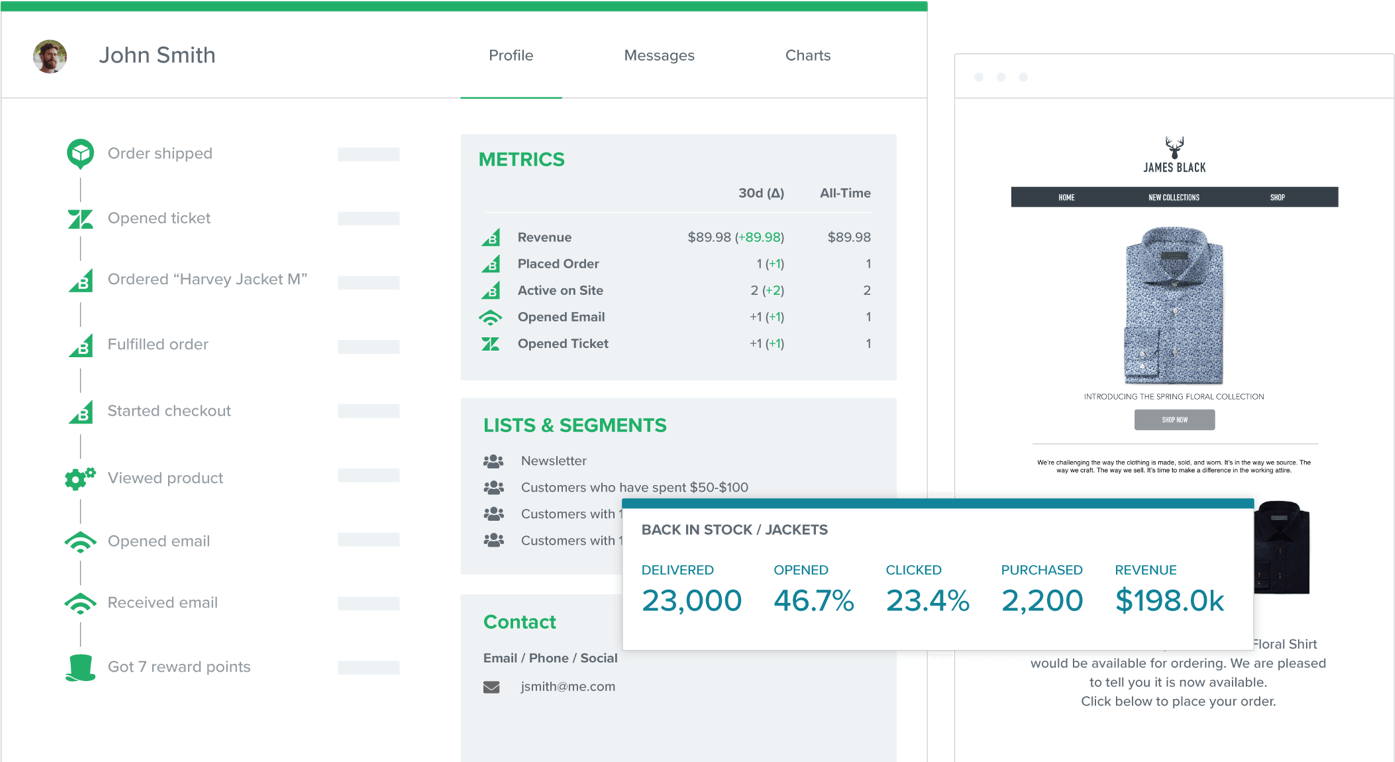 John Smith
Profile Messages Charts
Order shipped
Opened ticket
Ordered “Harvey Jacket M”
Fulfilled order
Started checkout
Viewed product
Opened email
Received email
Got 7 reward points
METRICS
30d (Δ) All-Time
Revenue $89.98 (+89.98) $89.98
Placed Order 1 (+1) 1
Active on Site 2 (+2) 2
Opened Email +1 (+1) 1
Opened Ticket +1 (+1) 1
LISTS & SEGMENTS
Newsletter
Customers who have spent $50-$100
Customers with 1
Customers with 1
Contact
Email / Phone / Social
jsmith@me.com
BACK IN STOCK / JACKETS
DELIVERED OPENED CLICKED PURCHASED REVENUE
23,000 46.7% 23.4% 2,200 $198.0k
JAMES BLACK
HOME NEW COLLECTIONS SHOP
INTRODUCING THE SPRING FLORAL COLLECTION
SHOP NOW
We're challenging the way the clothing is made, sold, and worn. It's in the way we source. The
way we craft. The way we sell. It's time to make a difference in the working attire.
Floral Shirt
would be available for ordering. We are pleased
to tell you it is now available.
Click below to place your order.